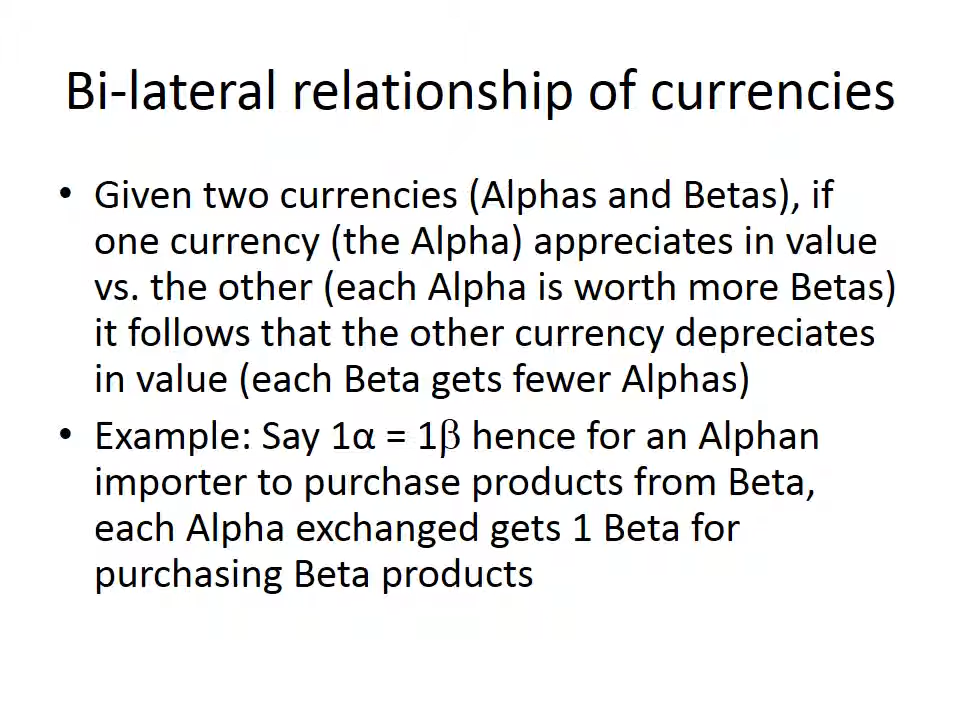 Bi-lateral relationship of currencies
• Given two currencies (Alphas and Betas), if
one currency (the Alpha) appreciates in value
vs. the other (each Alpha is worth more Betas)
it follows that the other currency depreciates
in value (each Beta gets fewer Alphas)
• Example: Say 1α = 1β hence for an Alphan
importer to purchase products from Beta,
each Alpha exchanged gets 1 Beta for
purchasing Beta products